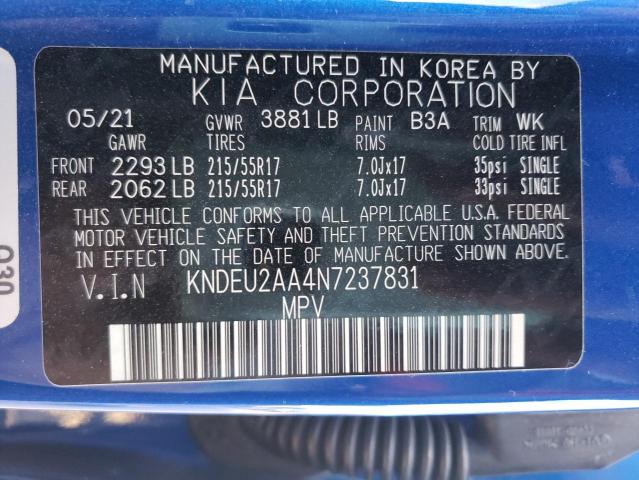 MANUFACTURED IN KOREA BY
KIA CORPORATION
05/21 GVWR 3881 LB PAINT B3A TRIM WK
GAWR TIRES RIMS COLD TIRE INFL
FRONT 2293 LB 215/55R17 7.0Jx17 35psi SINGLE
REAR 2062 LB 215/55R17 7.0Jx17 33psi SINGLE
THIS VEHICLE CONFORMS TO ALL APPLICABLE U.S.A. FEDERAL
MOTOR VEHICLE SAFETY AND THEFT PREVENTION STANDARDS
IN EFFECT ON THE DATE OF MANUFACTURE SHOWN ABOVE.
V.I.N KNDEU2AA4N7237831
MPV
Q30